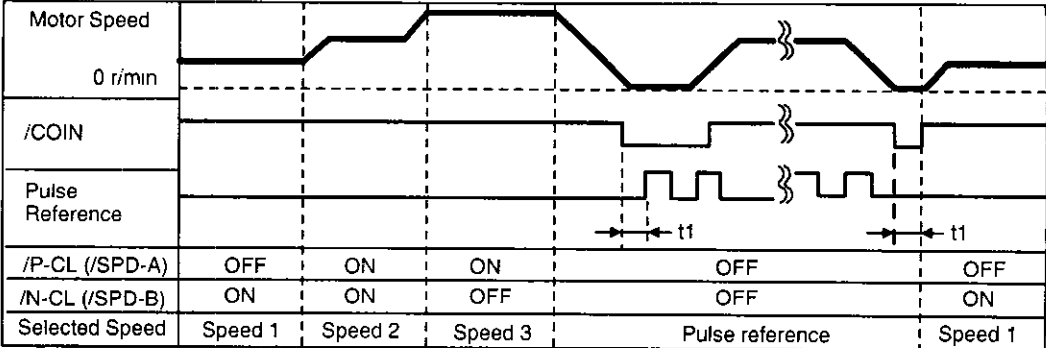 Motor Speed
0 r/min
/COIN
Pulse
Reference
t1
t1
/P-CL (/SPD-A) OFF ON ON OFF OFF
/N-CL (/SPD-B) ON ON OFF OFF ON
Selected Speed Speed 1 Speed 2 Speed 3 Pulse reference Speed 1